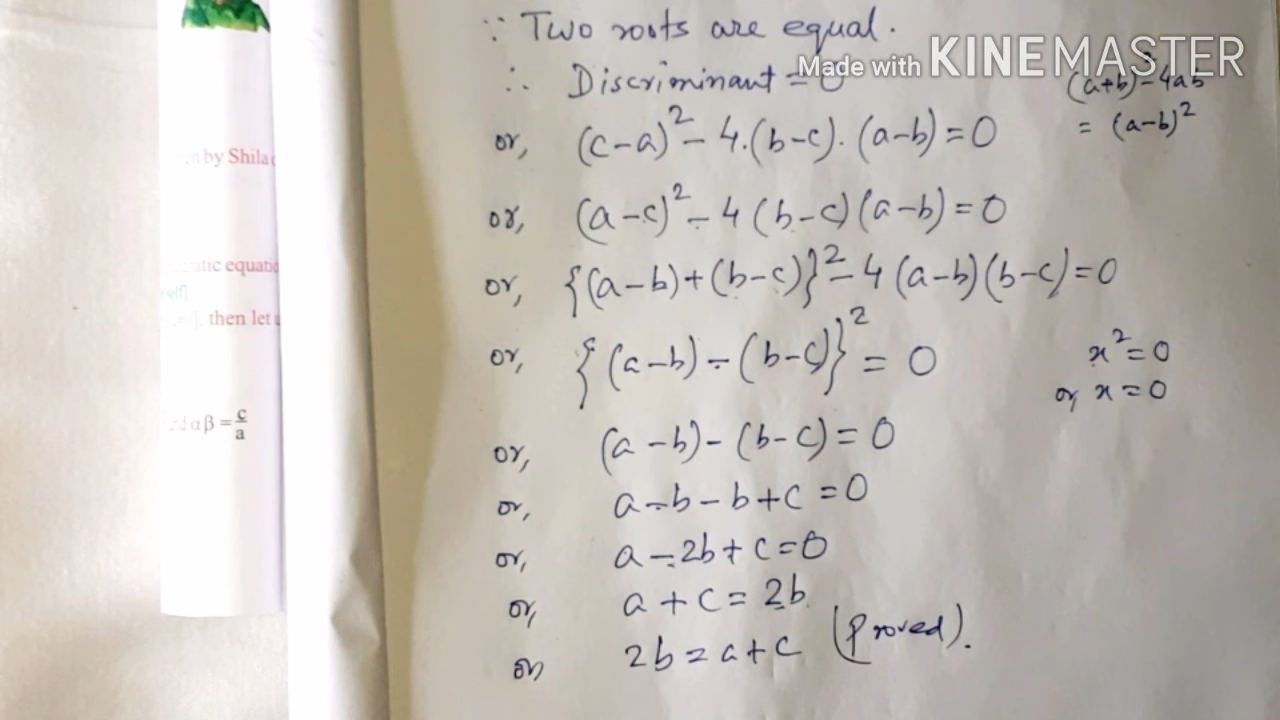 ∵ Two roots are equal.
Made with KINEMASTER
∴ Discriminant = 0
(a+b)² - 4ab
= (a-b)²
or, (c-a)² - 4.(b-c).(a-b) = 0
or, (a-c)² - 4(b-c)(a-b) = 0
or, {(a-b)+(b-c)}² - 4(a-b)(b-c) = 0
or, {(a-b)-(b-c)}² = 0
x² = 0
or, x = 0
or, (a-b)-(b-c) = 0
or, a-b-b+c = 0
or, a-2b+c = 0
or, a+c = 2b
or, 2b = a+c (Proved).
by Shila
equatio
then let
αβ = c/a